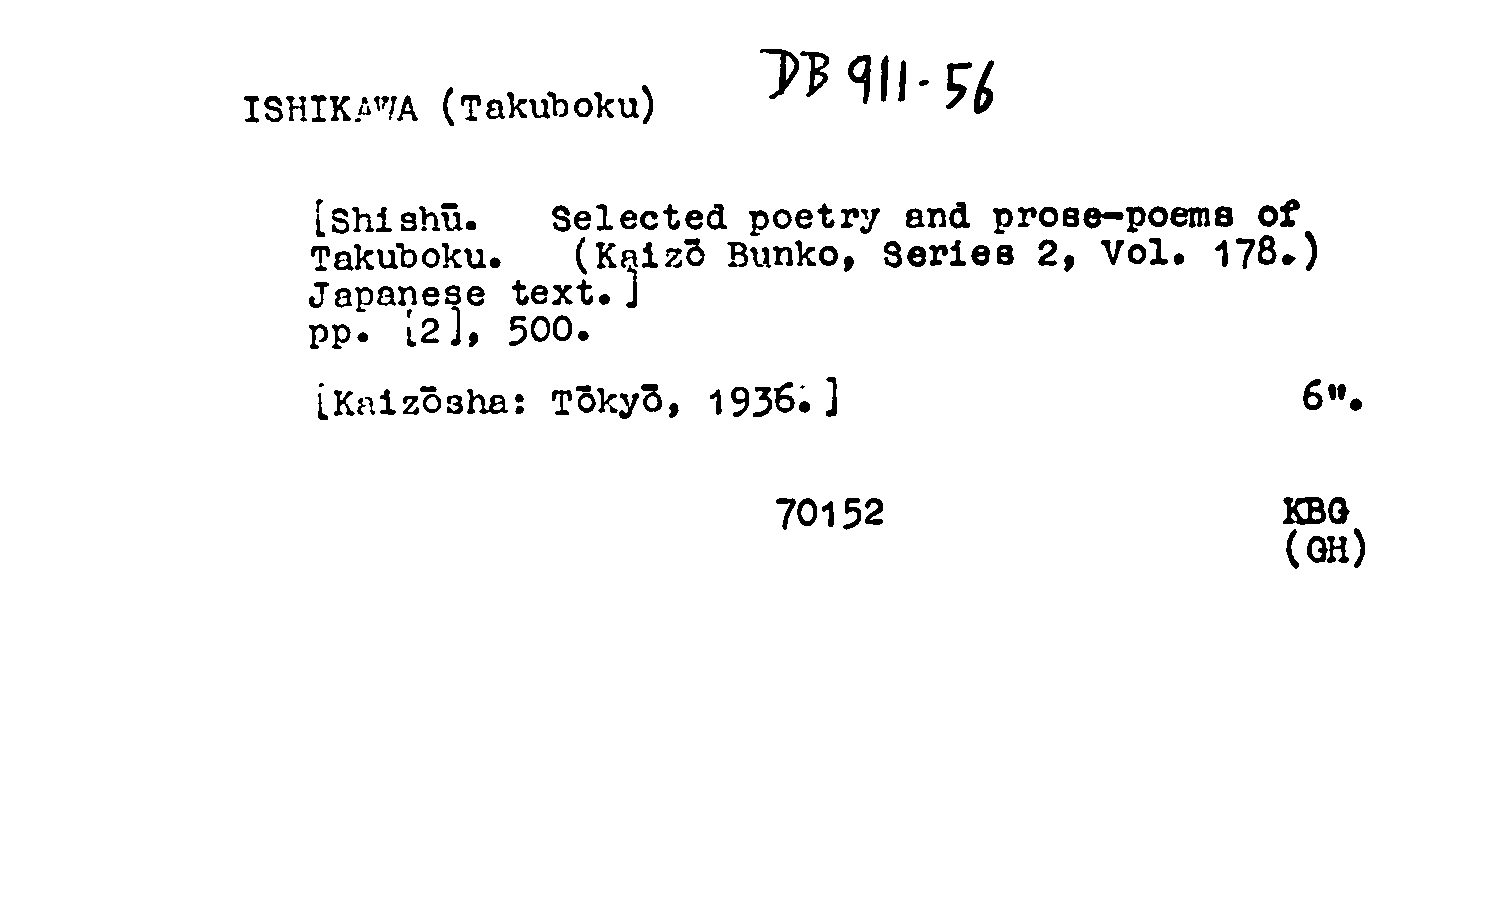 DB 911.56
ISHIKAWA (Takuboku)
[Shishū. Selected poetry and prose-poems of
Takuboku. (Kaizō Bunko, Series 2, Vol. 178.)
Japanese text.]
pp. [2], 500.
[Kaizōsha: Tōkyō, 1936.] 6".
70152 KBG
(GH)